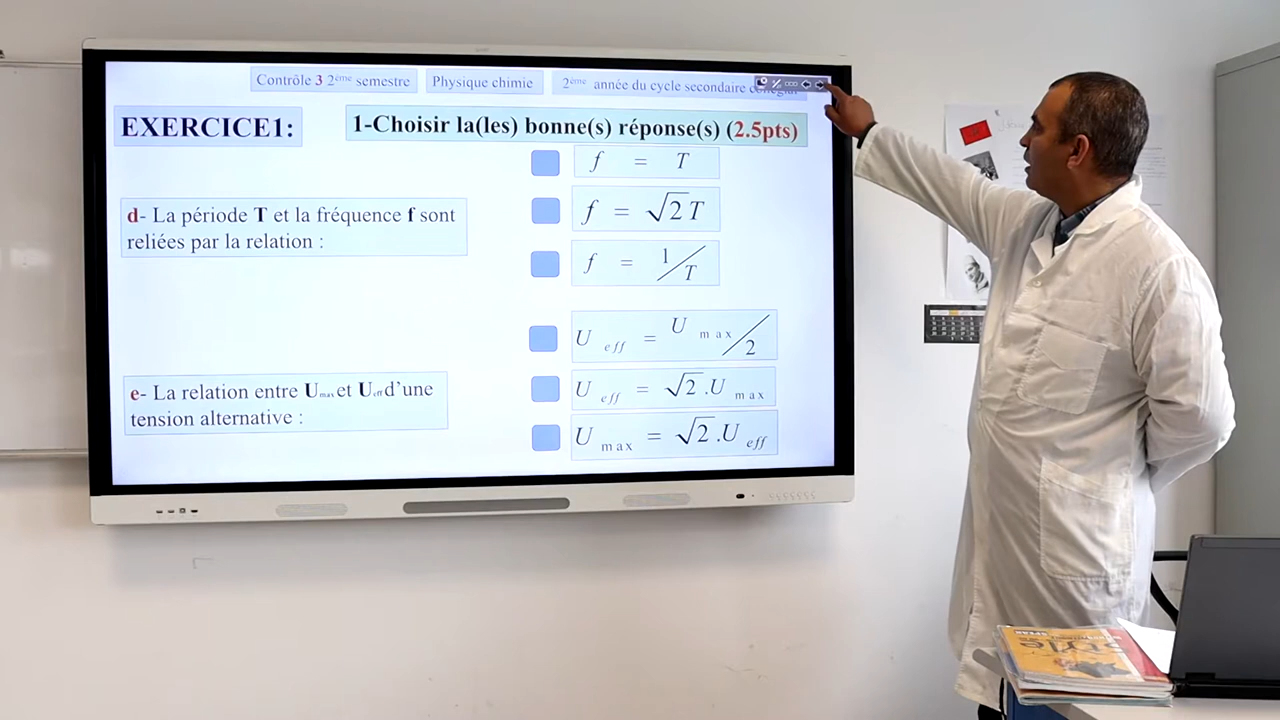 Contrôle 3 2ème semestre
Physique chimie
2ème année du cycle secondaire
EXERCICE1:
1-Choisir la(les) bonne(s) réponse(s) (2.5pts)
d- La période T et la fréquence f sont
reliées par la relation :
f = T
f = √2 T
f = 1/T
e- La relation entre Umax et Ueff d'une
tension alternative :
U eff = U max/2
U eff = √2 .U max
U max = √2 .U eff
style